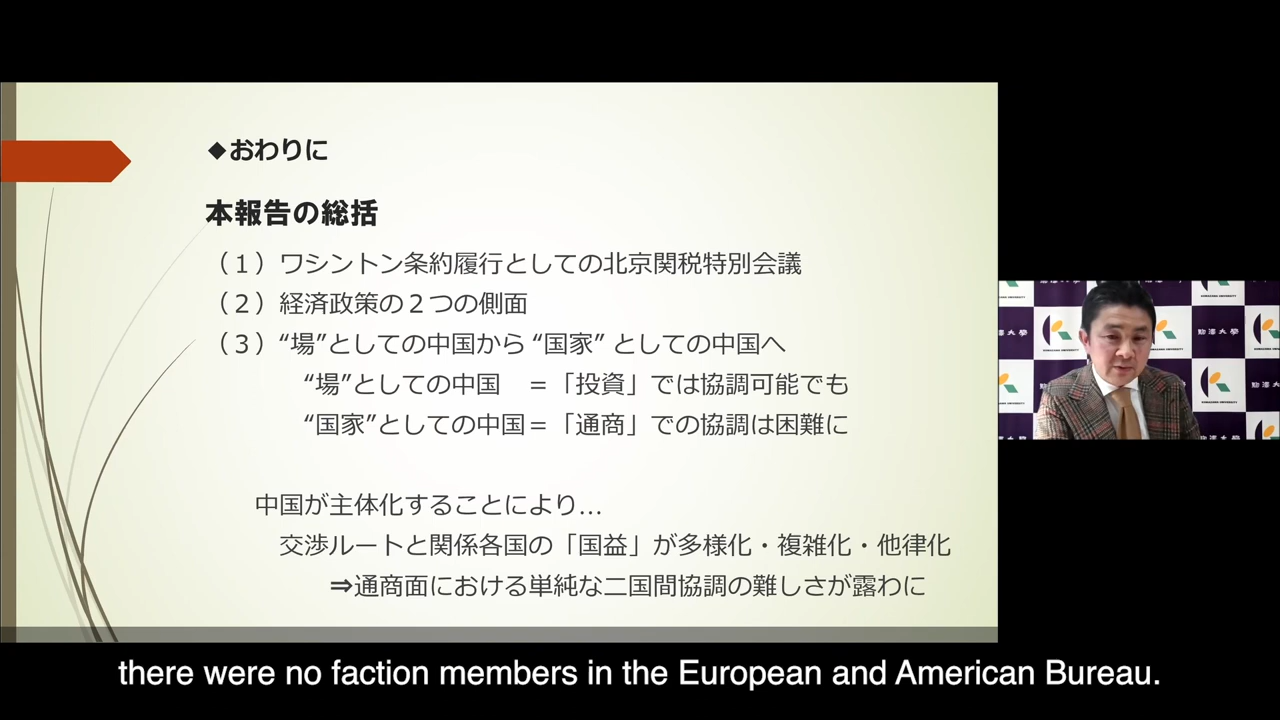 ◆おわりに
本報告の総括
（１）ワシントン条約履行としての北京関税特別会議
（２）経済政策の２つの側面
（３）“場”としての中国から “国家” としての中国へ
“場”としての中国　＝「投資」では協調可能でも
“国家”としての中国＝「通商」での協調は困難に
中国が主体化することにより…
交渉ルートと関係各国の「国益」が多様化・複雑化・他律化
⇒通商面における単純な二国間協調の難しさが露わに
駒澤大學
KOMAZAWA UNIVERSITY
there were no faction members in the European and American Bureau.